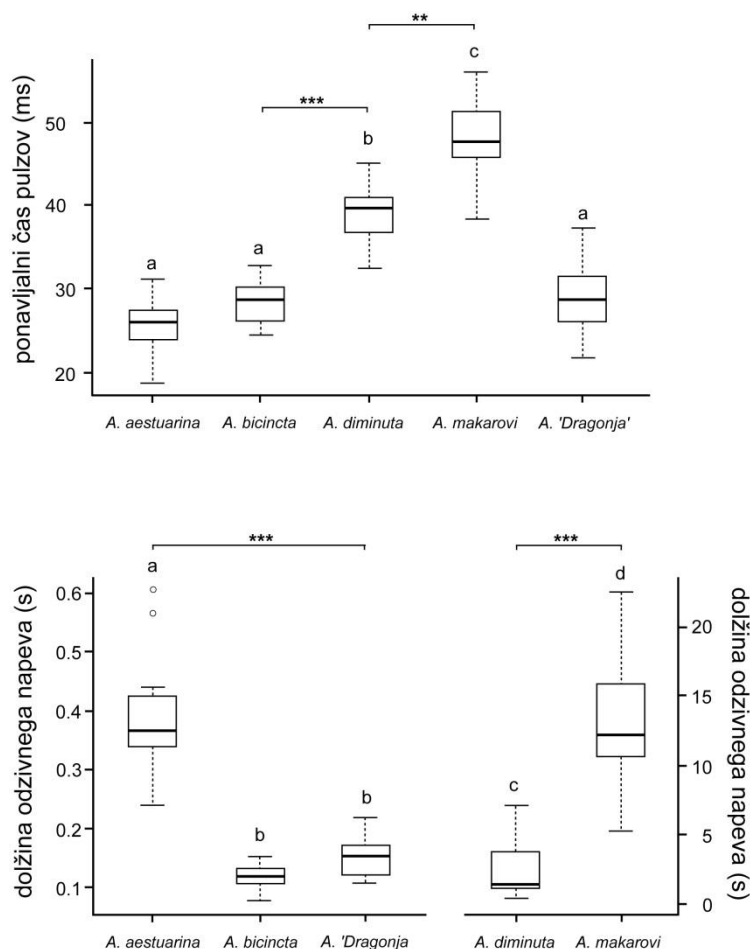 **
c
***
b
50
40
a
a
a
30
20
ponavljalni čas pulzov (ms)
A. aestuarina
A. bicincta
A. diminuta
A. makarovi
A. 'Dragonja'
***
***
a
d
0.6
0.5
0.4
0.3
0.2
0.1
b
b
c
20
15
10
5
0
dolžina odzivnega napeva (s)
dolžina odzivnega napeva (s)
A. aestuarina
A. bicincta
A. 'Dragonja
A. diminuta
A. makarovi